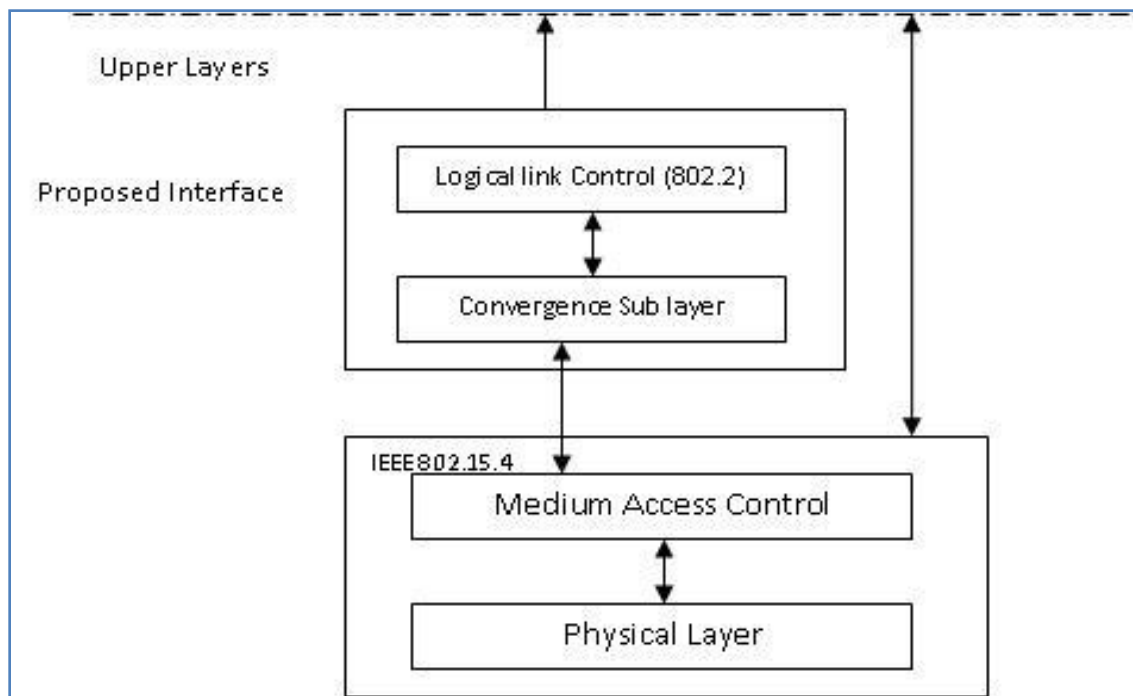 Upper Layers
Proposed Interface
Logical link Control (802.2)
Convergence Sub layer
IEEE802.15.4
Medium Access Control
Physical Layer